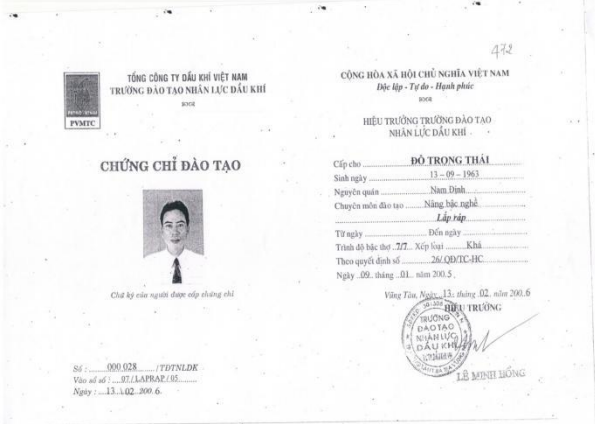 472
TỔNG CÔNG TY DẦU KHÍ VIỆT NAM
TRƯỜNG ĐÀO TẠO NHÂN LỰC DẦU KHÍ
PVMTC
CHỨNG CHỈ ĐÀO TẠO
Chữ ký của người được cấp chứng chỉ
Số : 000 028 / TĐTNLDK
Vào sổ số : 07 / LAPRAP / 05
Ngày : 13 \ 02 200.6
CỘNG HÒA XÃ HỘI CHỦ NGHĨA VIỆT NAM
Độc lập - Tự do - Hạnh phúc
HIỆU TRƯỞNG TRƯỜNG ĐÀO TẠO
NHÂN LỰC DẦU KHÍ
Cấp cho ĐỖ TRỌNG THÁI
Sinh ngày 13 - 09 - 1963
Nguyên quán Nam Định
Chuyên môn đào tạo Nâng bậc nghề
Lắp ráp
Từ ngày Đến ngày
Trình độ bậc thợ 7/7 Xếp loại Khá
Theo quyết định số 26/ QĐ/TC-HC
Ngày 09 tháng 01 năm 200.5
Vũng Tàu, Ngày 13 tháng 02 năm 200.6
HIỆU TRƯỞNG
TRƯỜNG
ĐÀO TẠO
NHÂN LỰC
DẦU KHÍ
LÊ MINH HỒNG